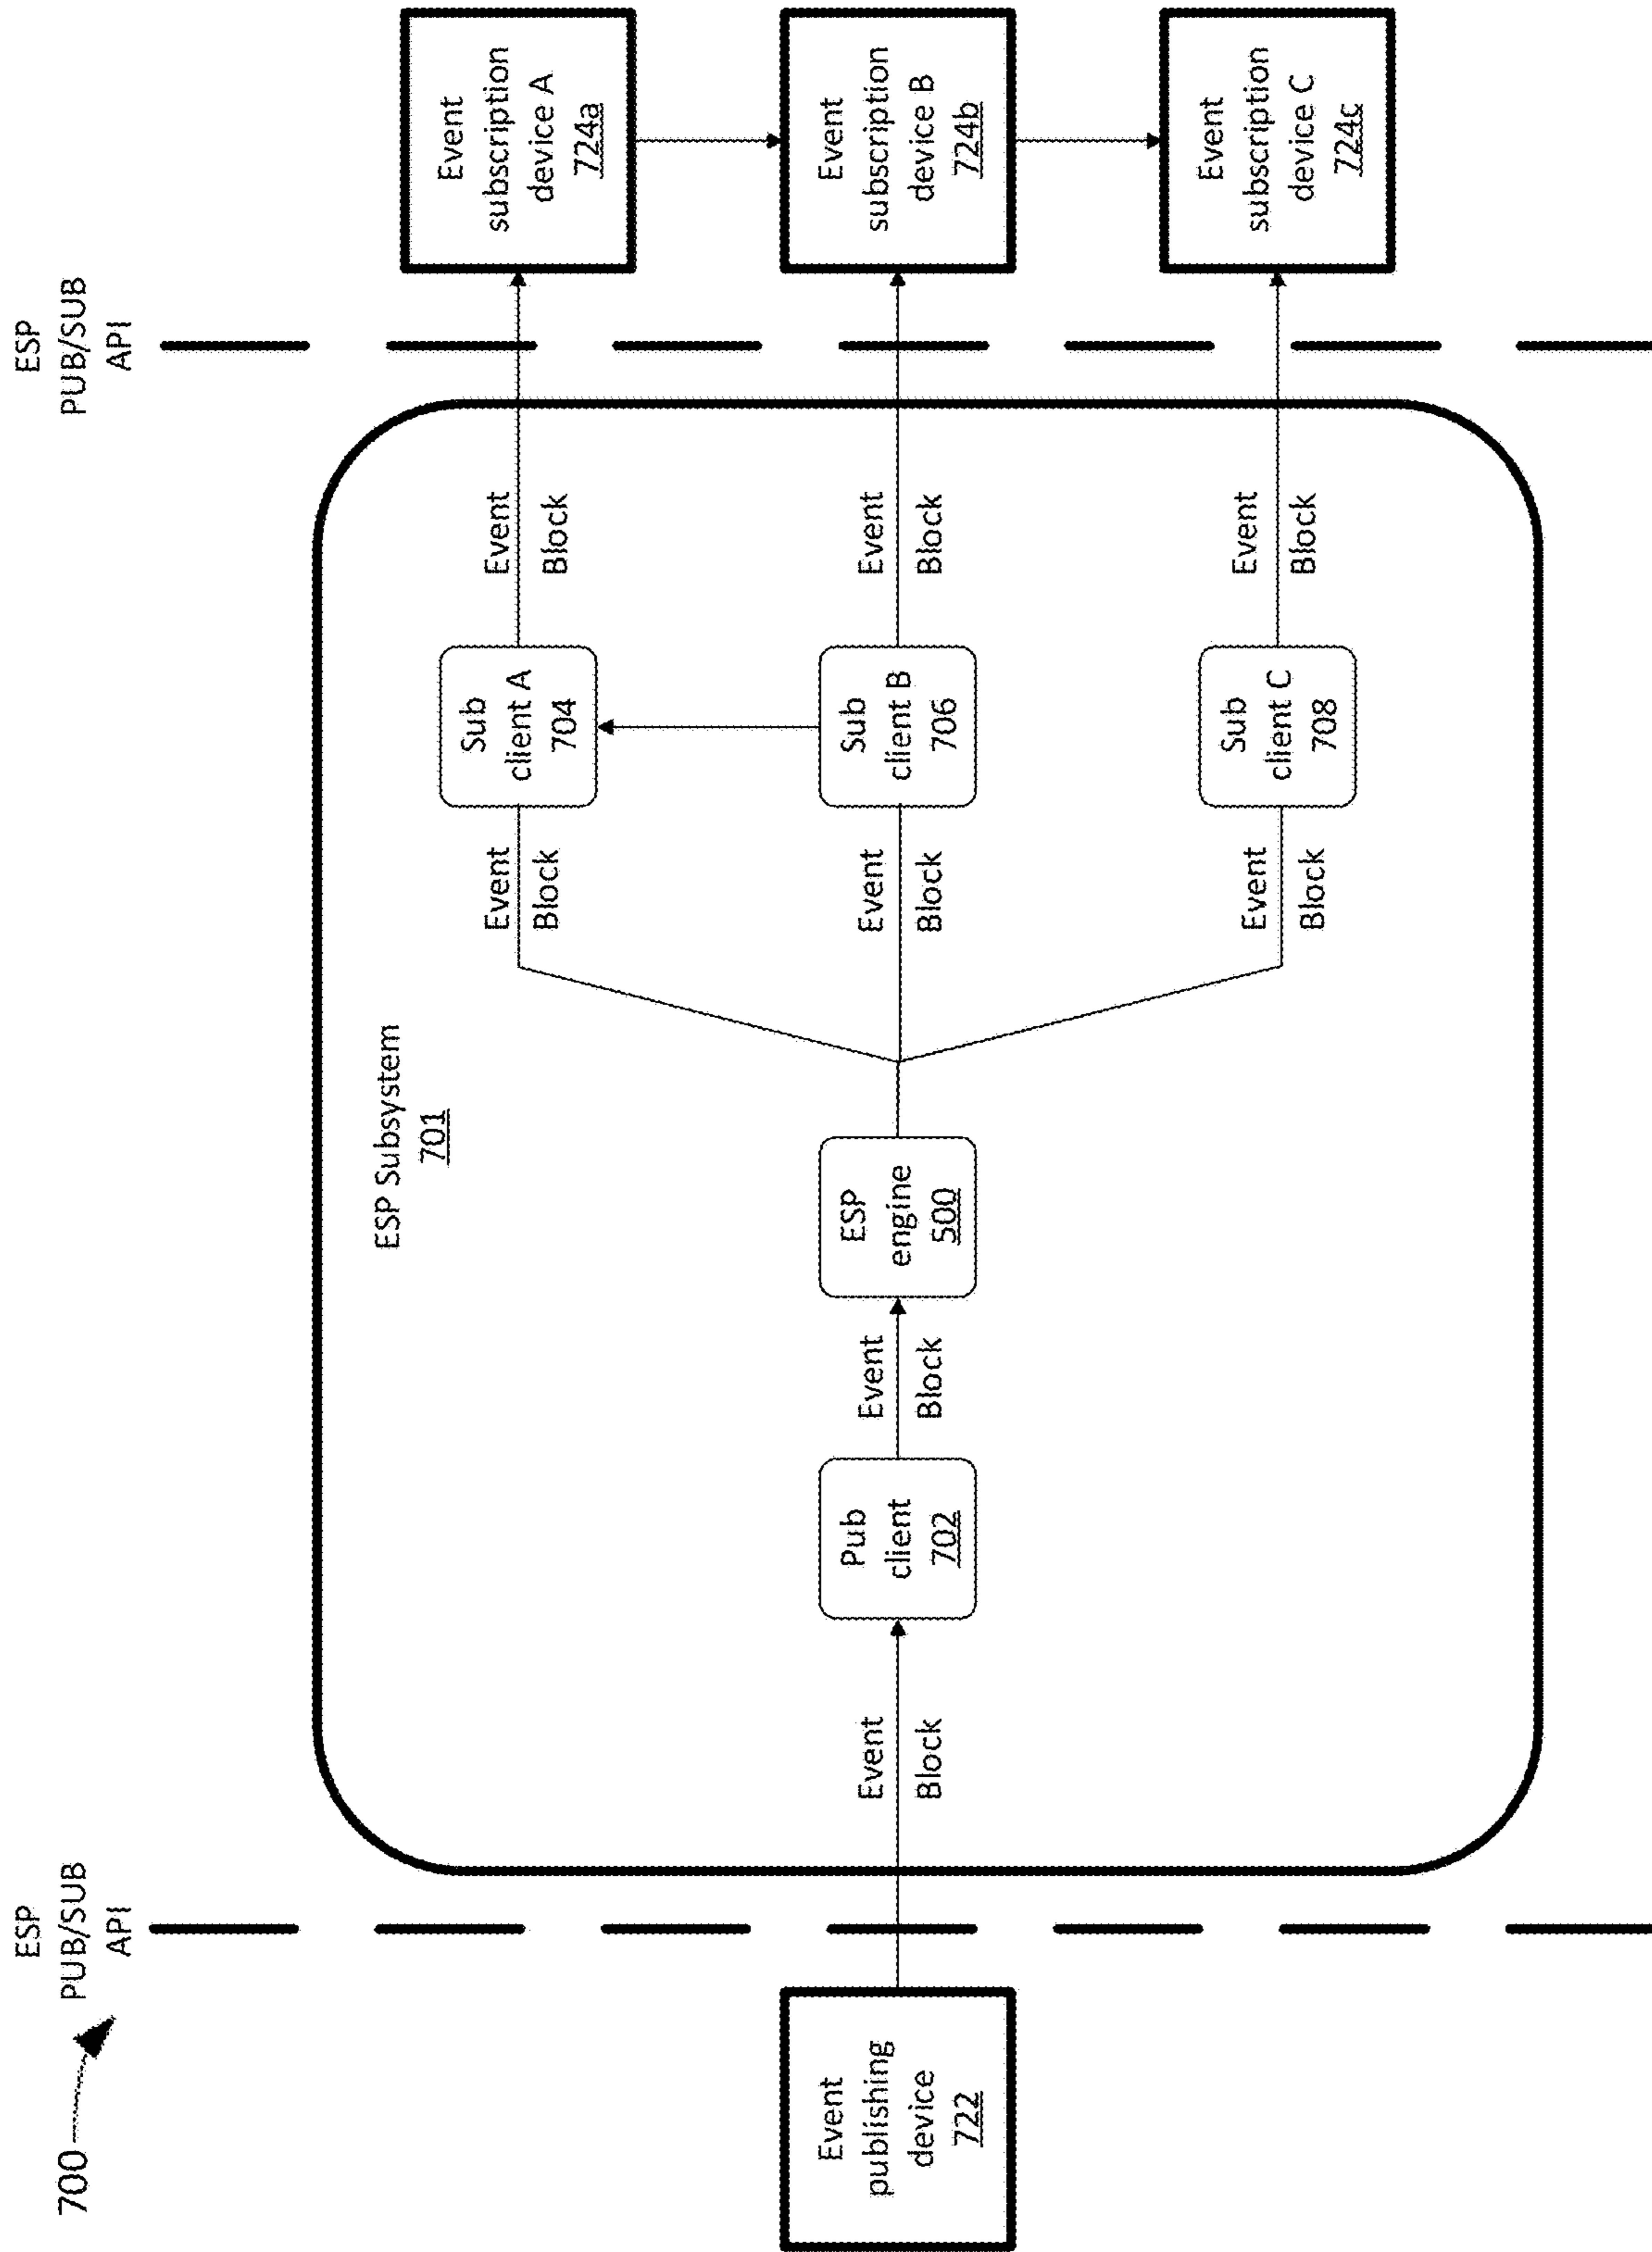 700
ESP
PUB/SUB
API
ESP
PUB/SUB
API
ESP Subsystem
701
Event
publishing
device
722
Event
Block
Pub
client
702
Event
Block
ESP
engine
500
Event
Block
Sub
client A
704
Event
Block
Event
subscription
device A
724a
Event
Block
Sub
client B
706
Event
Block
Event
subscription
device B
724b
Event
Block
Sub
client C
708
Event
Block
Event
subscription
device C
724c